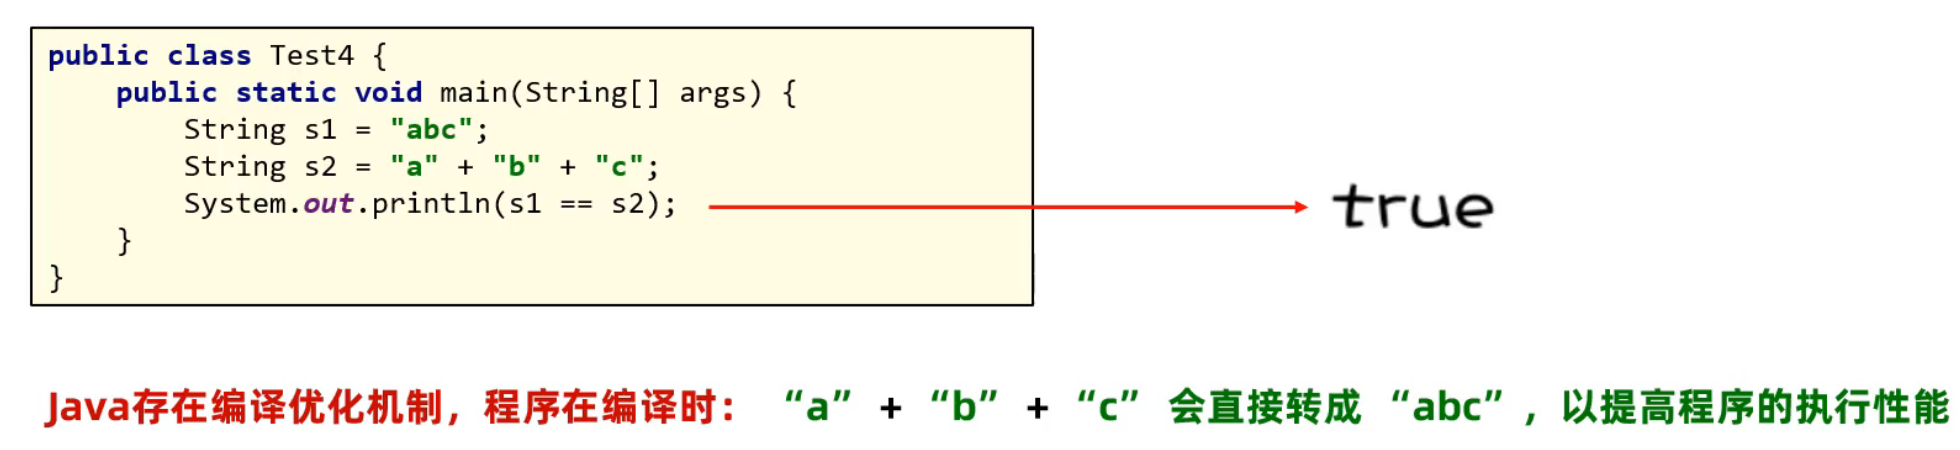 public class Test4 {
    public static void main(String[] args) {
        String s1 = "abc";
        String s2 = "a" + "b" + "c";
        System.out.println(s1 == s2);
true
    }
}
Java存在编译优化机制，程序在编译时： “a” + “b” + “c” 会直接转成 “abc” ，以提高程序的执行性能